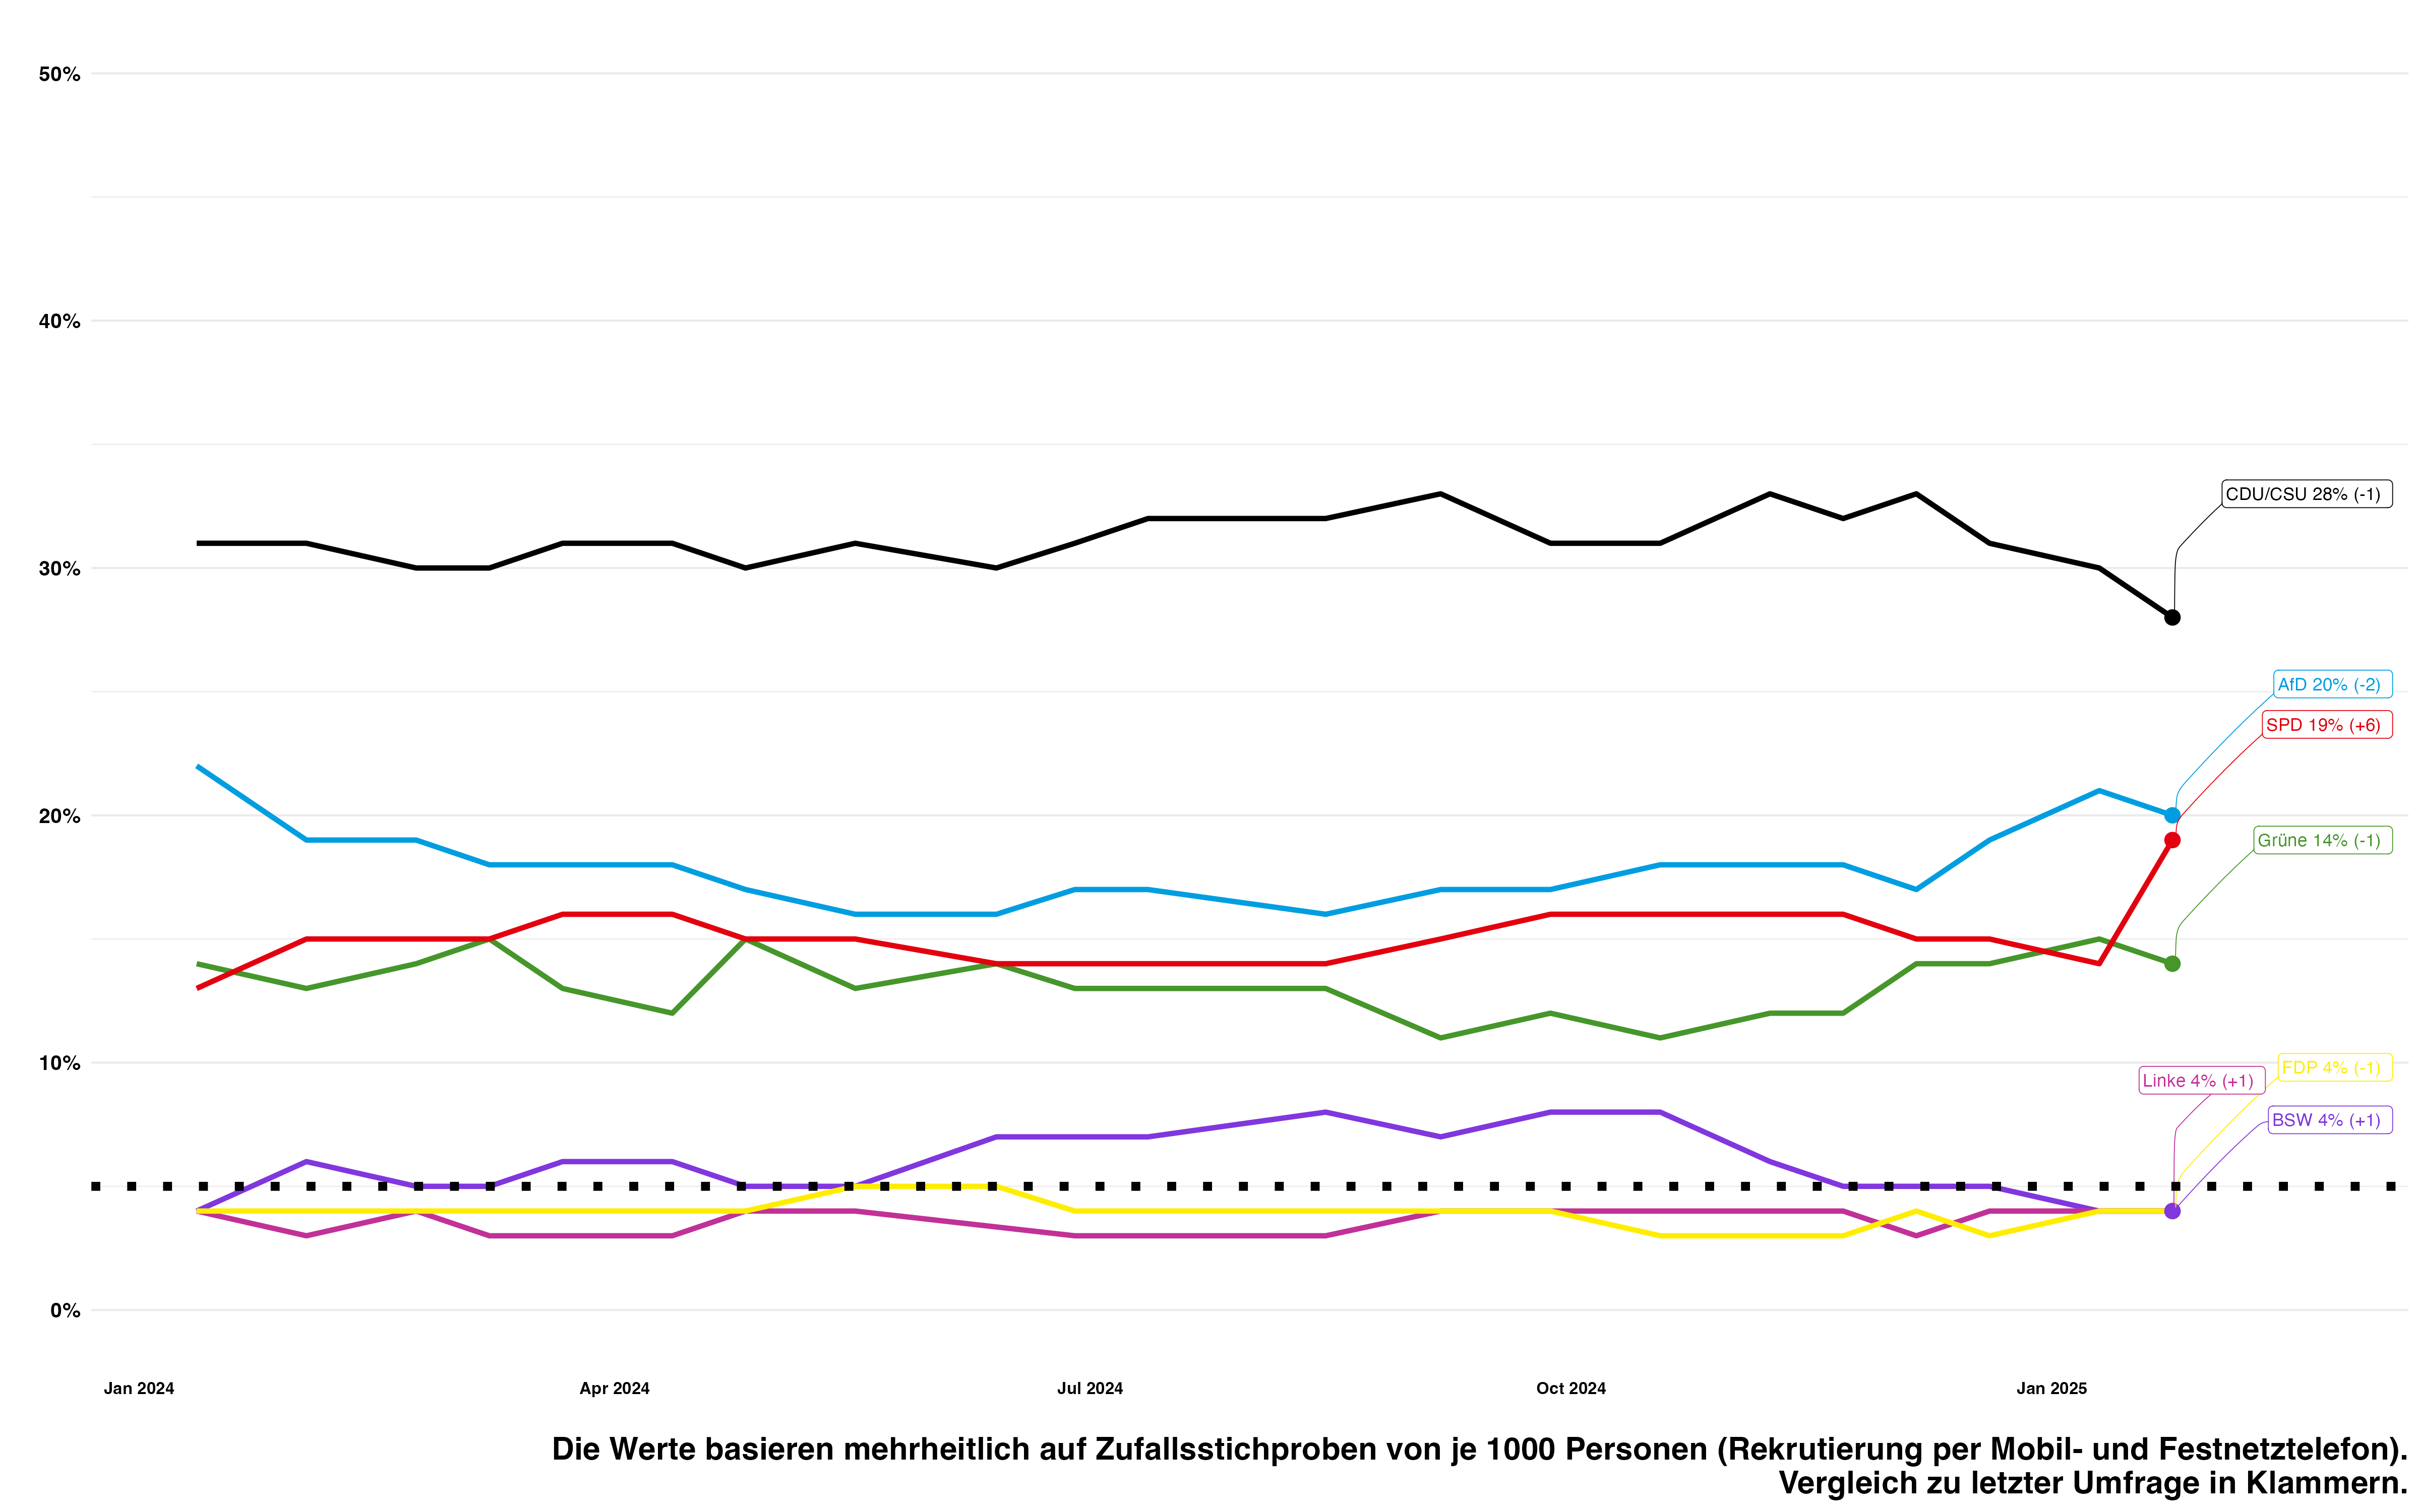 50%
40%
30%
20%
10%
0%
CDU/CSU 28% (-1)
AfD 20% (-2)
SPD 19% (+6)
Grüne 14% (-1)
FDP 4% (-1)
Linke 4% (+1)
BSW 4% (+1)
Jan 2024
Apr 2024
Jul 2024
Oct 2024
Jan 2025
Die Werte basieren mehrheitlich auf Zufallsstichproben von je 1000 Personen (Rekrutierung per Mobil- und Festnetztelefon).
Vergleich zu letzter Umfrage in Klammern.